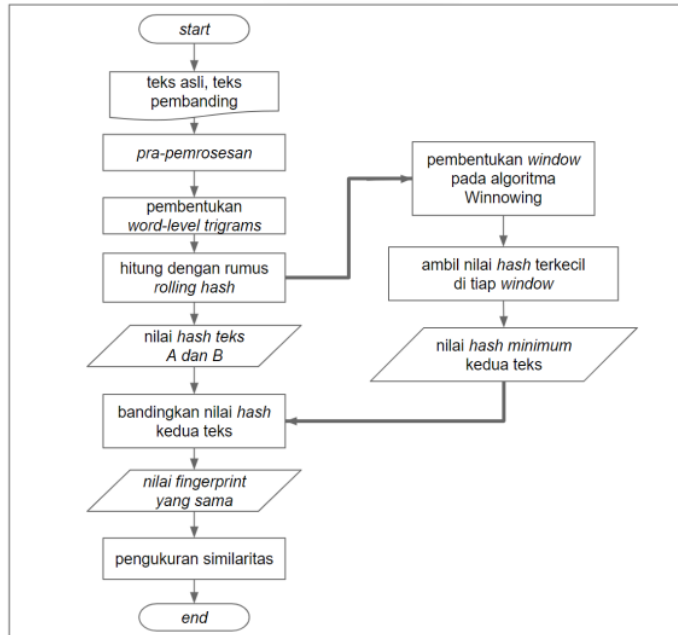 start
teks asli, teks
pembanding
pra-pemrosesan
pembentukan
word-level trigrams
hitung dengan rumus
rolling hash
nilai hash teks
A dan B
bandingkan nilai hash
kedua teks
nilai fingerprint
yang sama
pengukuran similaritas
end
pembentukan window
pada algoritma
Winnowing
ambil nilai hash terkecil
di tiap window
nilai hash minimum
kedua teks